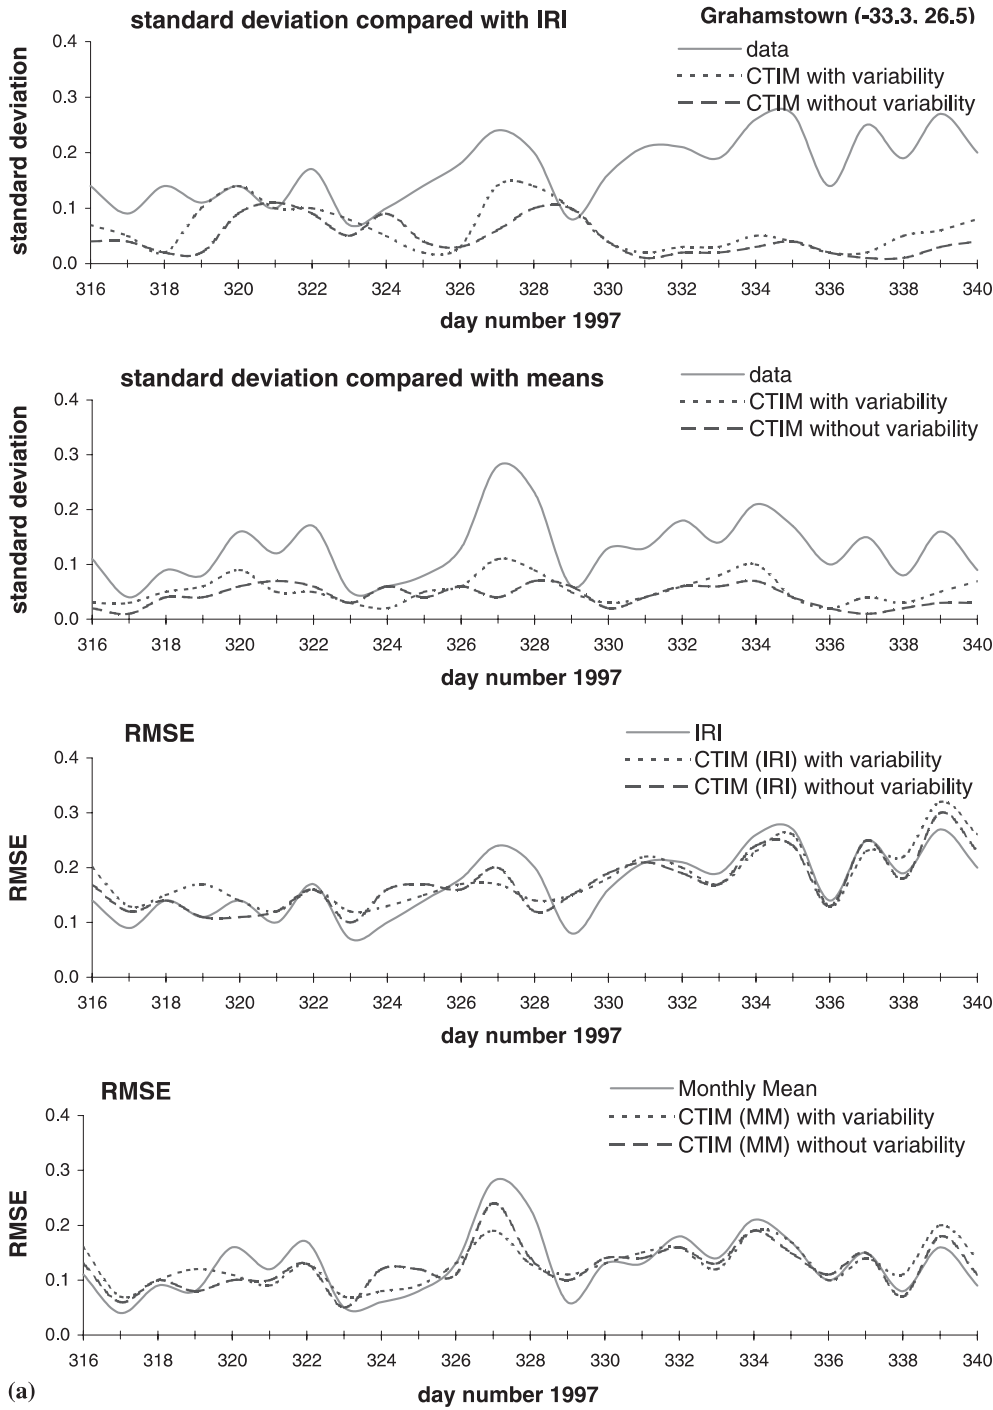 standard deviation compared with IRI
Grahamstown (-33.3, 26.5)
data
CTIM with variability
CTIM without variability
standard deviation
0.4
0.3
0.2
0.1
0.0
316 318 320 322 324 326 328 330 332 334 336 338 340
day number 1997
standard deviation compared with means
data
CTIM with variability
CTIM without variability
standard deviation
0.4
0.3
0.2
0.1
0.0
316 318 320 322 324 326 328 330 332 334 336 338 340
day number 1997
RMSE
IRI
CTIM (IRI) with variability
CTIM (IRI) without variability
RMSE
0.4
0.3
0.2
0.1
0.0
316 318 320 322 324 326 328 330 332 334 336 338 340
day number 1997
RMSE
Monthly Mean
CTIM (MM) with variability
CTIM (MM) without variability
RMSE
0.4
0.3
0.2
0.1
0.0
316 318 320 322 324 326 328 330 332 334 336 338 340
day number 1997
(a)